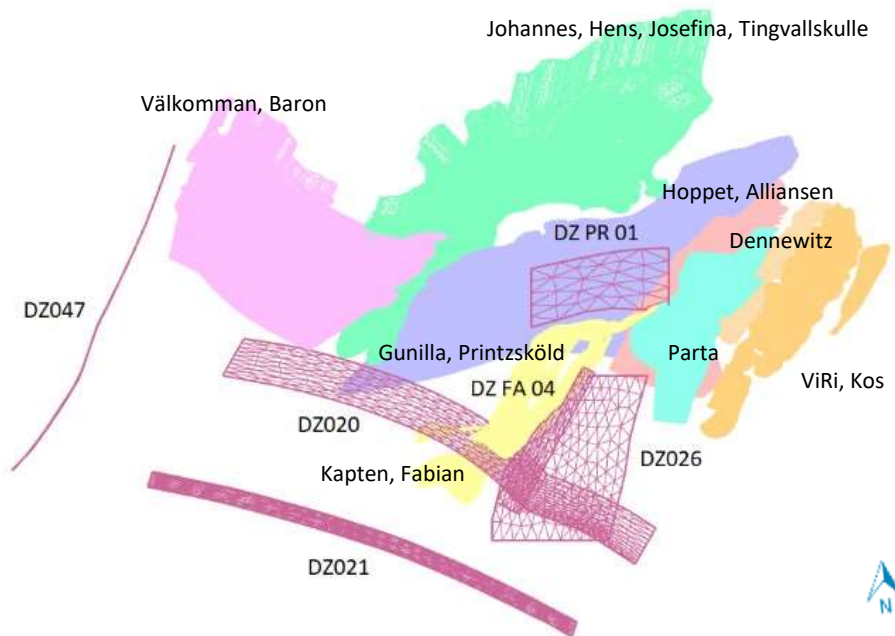 Johannes, Hens, Josefina, Tingvallskulle
Välkomman, Baron
Hoppet, Alliansen
DZ PR 01
Dennewitz
DZ047
Gunilla, Printzsköld
Parta
ViRi, Kos
DZ FA 04
DZ020
DZ026
Kapten, Fabian
DZ021
N